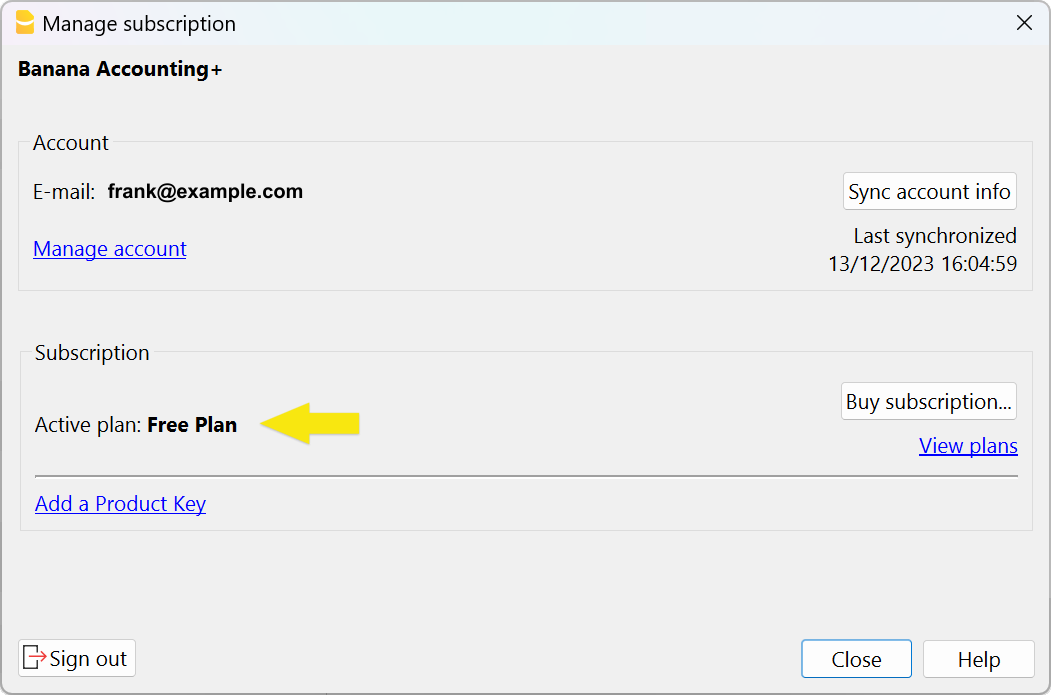 Manage subscription
Banana Accounting+
Account
E-mail: frank@example.com
Sync account info
Manage account
Last synchronized
13/12/2023 16:04:59
Subscription
Active plan: Free Plan
Buy subscription...
View plans
Add a Product Key
Sign out
Close
Help